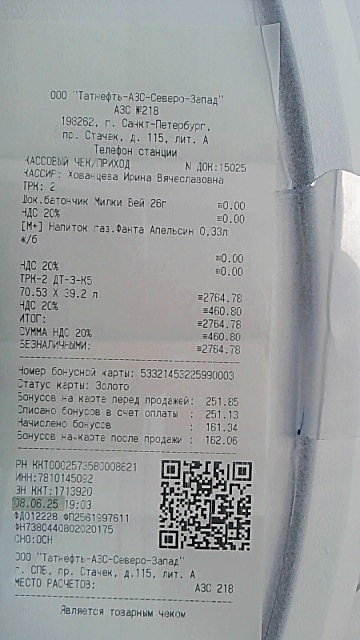 ООО "Татнефть-АЗС-Северо-Запад"
АЗС №218
198262, г. Санкт-Петербург,
пр. Стачек, д. 115, лит. А
Телефон станции
КАССОВЫЙ ЧЕК/ПРИХОД N ДОК:15025
КАССИР: Хованцева Ирина Вячеславовна
ТРК: 2
Шок.батончик Милки Вей 26г ≡0.00
НДС 20% ≡0.00
[М+] Напиток газ.Фанта Апельсин 0.33л
ж/б
≡0.00
НДС 20% ≡0.00
ТРК-2 ДТ-3-К5
70.53 X 39.2 л ≡2764.78
НДС 20% ≡460.80
ИТОГ: ≡2764.78
СУММА НДС 20% ≡460.80
БЕЗНАЛИЧНЫМИ: ≡2764.78
Номер бонусной карты: 53321453225990003
Статус карты: Золото
Бонусов на карте перед продажей: 251.85
Списано бонусов в счет оплаты : 251.13
Начислено бонусов : 161.34
Бонусов на карте после продажи : 162.06
РН ККТ0002573580008621
ИНН:7810145092
ЗН ККТ:1713920
08.06.25 19:03
ФД012228 ФП2561997611
ФН7380440802020175
СНО:ОСН
ООО "Татнефть-АЗС-Северо-Запад"
г. СПБ, пр. Стачек, д.115, лит. А
МЕСТО РАСЧЕТОВ: АЗС 218
Является товарным чеком